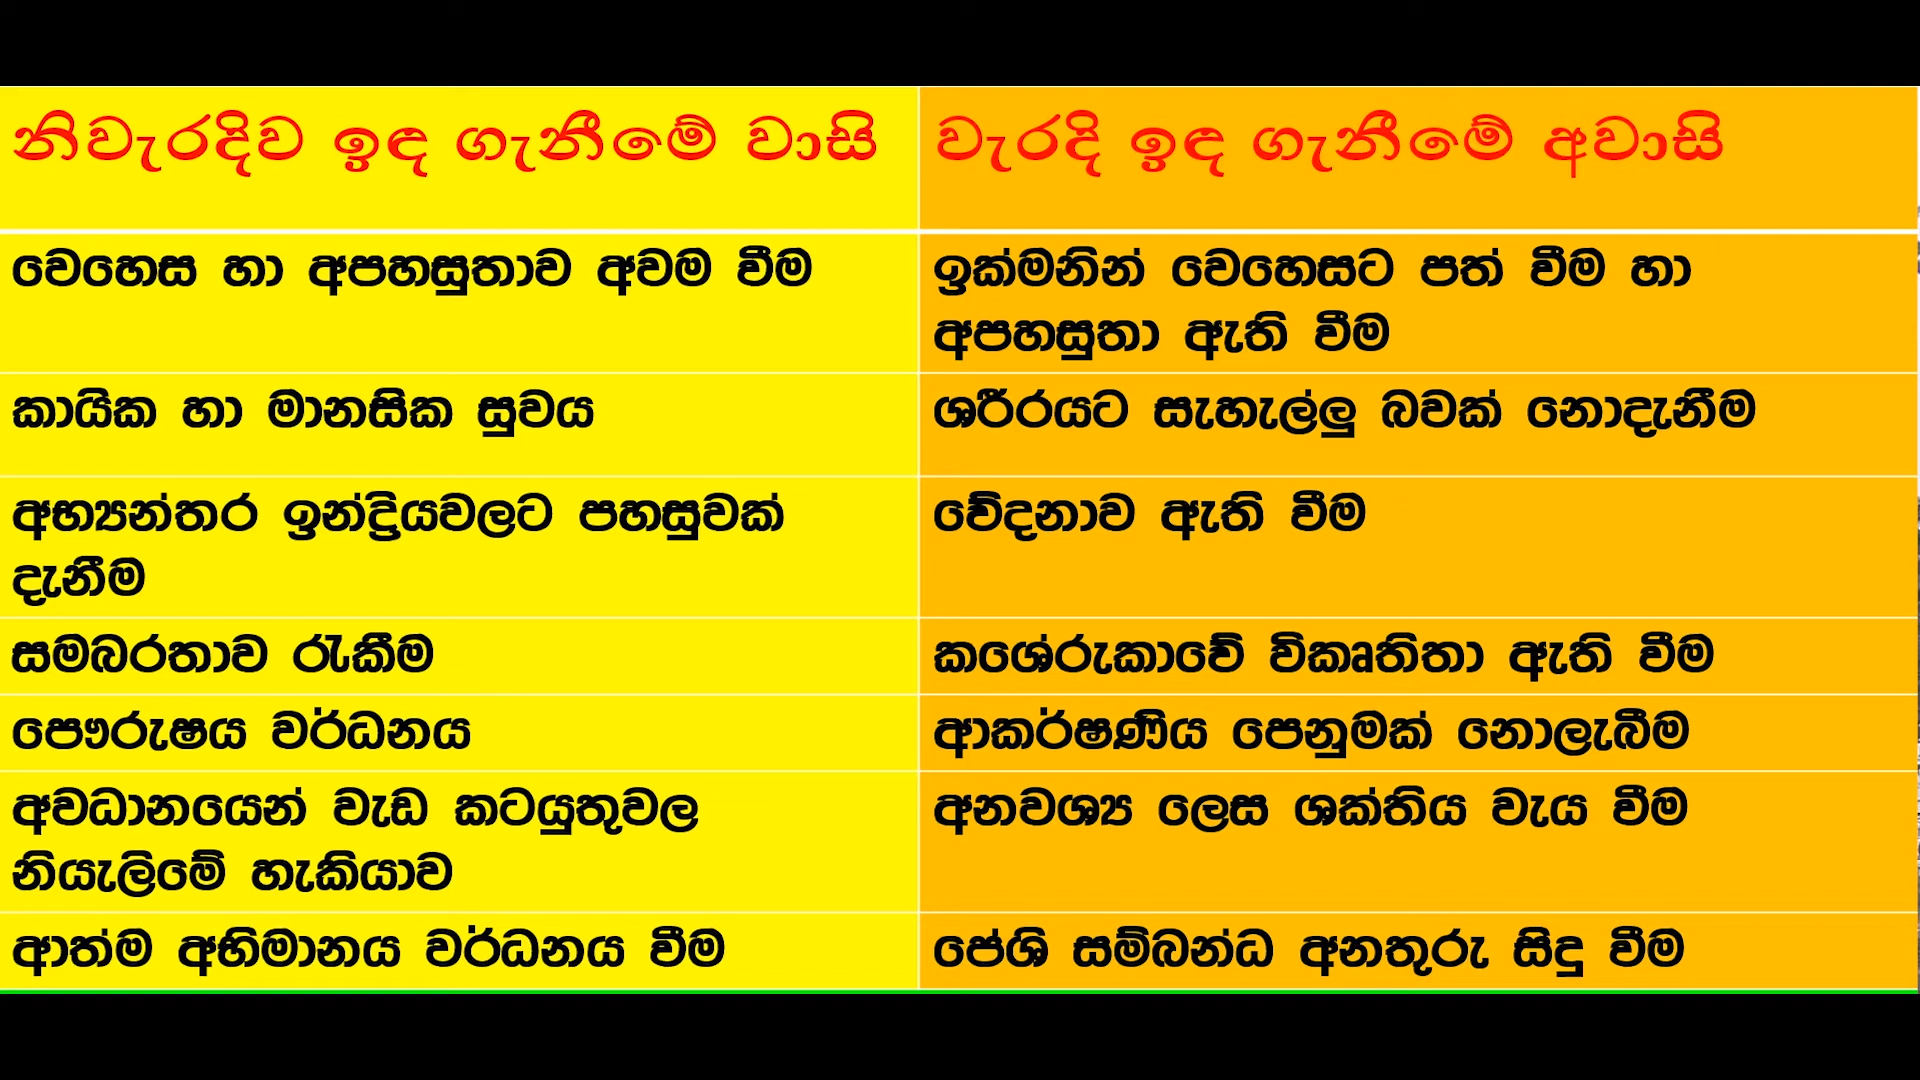 නිවැරදිව ඉඳ ගැනීමේ වාසි
වැරදි ඉඳ ගැනීමේ අවාසි
වෙහෙස හා අපහසුතාව අවම වීම
ඉක්මනින් වෙහෙසට පත් වීම හා
අපහසුතා ඇති වීම
කායික හා මානසික සුවය
ශරීරයට සැහැල්ලු බවක් නොදැනීම
අභ්‍යන්තර ඉන්ද්‍රියවලට පහසුවක්
දැනීම
වේදනාව ඇති වීම
සමබරතාව රැකීම
කශේරුකාවේ විකෘතිතා ඇති වීම
පෞරුෂය වර්ධනය
ආකර්ෂණිය පෙනුමක් නොලැබීම
අවධානයෙන් වැඩ කටයුතුවල
නියැලිමේ හැකියාව
අනවශ්‍ය ලෙස ශක්තිය වැය වීම
ආත්ම අභිමානය වර්ධනය වීම
පේශි සම්බන්ධ අනතුරු සිදු වීම